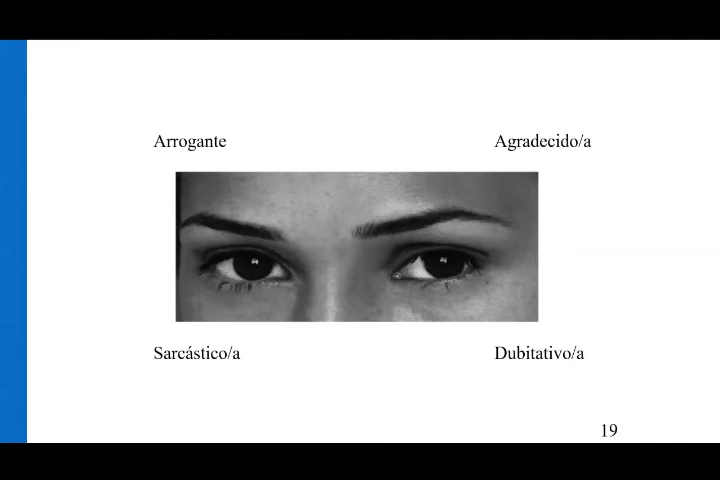 Arrogante
Agradecido/a
Sarcástico/a
Dubitativo/a
19